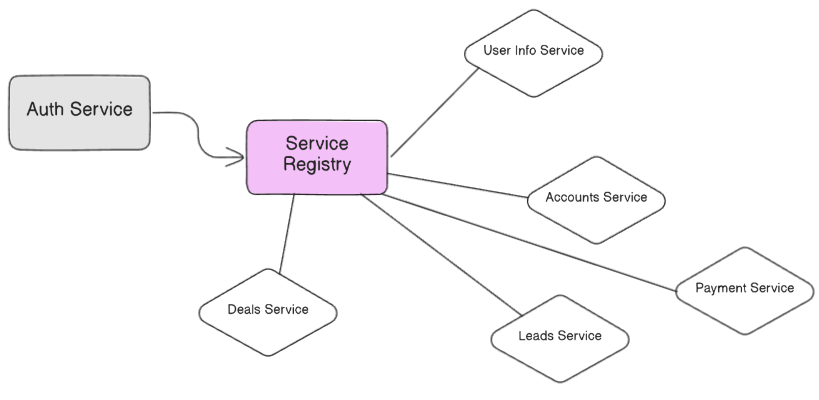 User Info Service
Auth Service
Service
Registry
Accounts Service
Payment Service
Deals Service
Leads Service